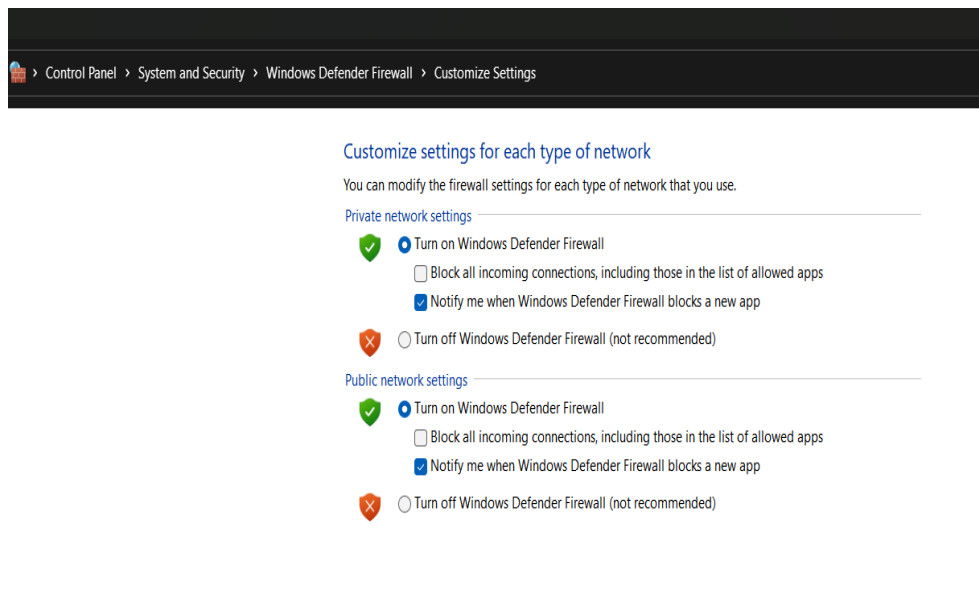 › Control Panel › System and Security › Windows Defender Firewall › Customize Settings
Customize settings for each type of network
You can modify the firewall settings for each type of network that you use.
Private network settings
Turn on Windows Defender Firewall
Block all incoming connections, including those in the list of allowed apps
Notify me when Windows Defender Firewall blocks a new app
Turn off Windows Defender Firewall (not recommended)
Public network settings
Turn on Windows Defender Firewall
Block all incoming connections, including those in the list of allowed apps
Notify me when Windows Defender Firewall blocks a new app
Turn off Windows Defender Firewall (not recommended)